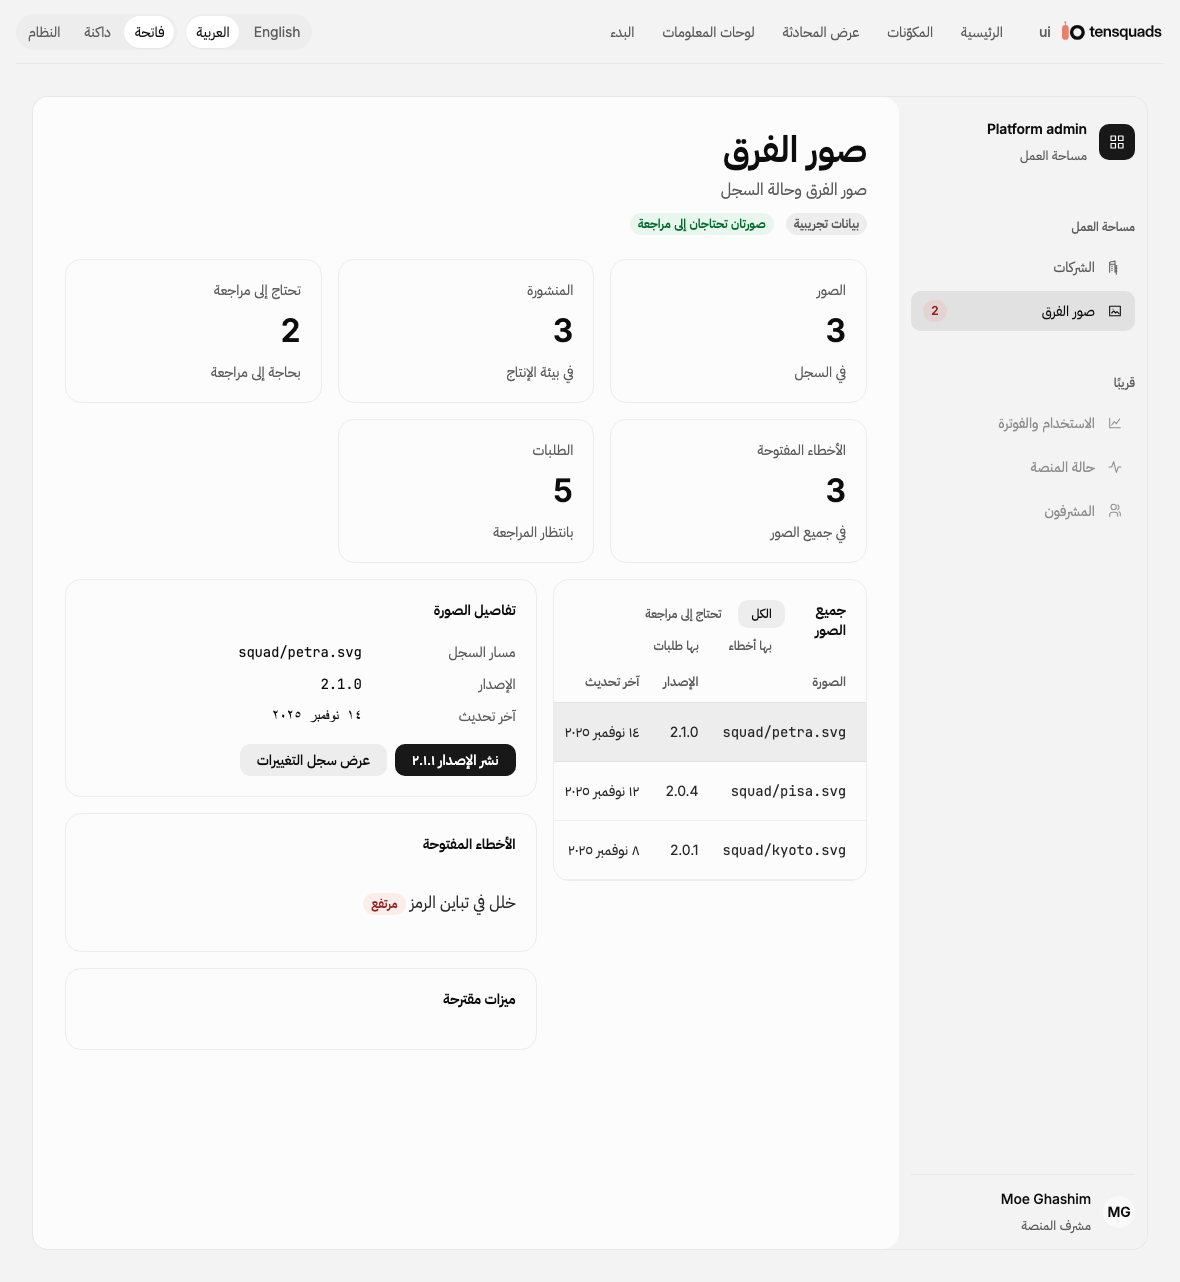 tensquads ui
الرئيسية المكوّنات عرض المحادثة لوحات المعلومات البدء
English العربية
فاتحة داكنة النظام
Platform admin
مساحة العمل
مساحة العمل
الشركات
صور الفرق 2
قريبًا
الاستخدام والفوترة
حالة المنصة
المشرفون
Moe Ghashim
مشرف المنصة
MG
صور الفرق
صور الفرق وحالة السجل
بيانات تجريبية صورتان تحتاجان إلى مراجعة
الصور
3
في السجل
المنشورة
3
في بيئة الإنتاج
تحتاج إلى مراجعة
2
بحاجة إلى مراجعة
الأخطاء المفتوحة
3
في جميع الصور
الطلبات
5
بانتظار المراجعة
جميع
الصور
الكل تحتاج إلى مراجعة
بها أخطاء بها طلبات
الصورة الإصدار آخر تحديث
squad/petra.svg 2.1.0 ١٤ نوفمبر ٢٠٢٥
squad/pisa.svg 2.0.4 ١٢ نوفمبر ٢٠٢٥
squad/kyoto.svg 2.0.1 ٨ نوفمبر ٢٠٢٥
تفاصيل الصورة
مسار السجل squad/petra.svg
الإصدار 2.1.0
آخر تحديث ١٤ نوفمبر ٢٠٢٥
نشر الإصدار ٢.١.١ عرض سجل التغييرات
الأخطاء المفتوحة
خلل في تباين الرمز مرتفع
ميزات مقترحة